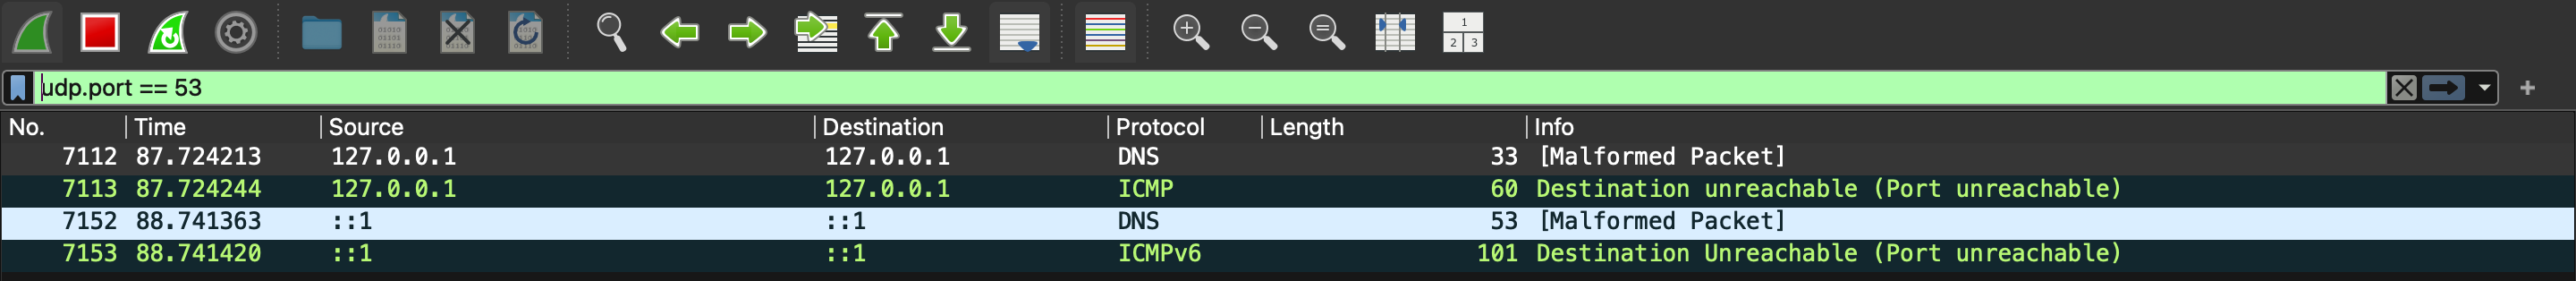 1
2 3
udp.port == 53
No. Time Source Destination Protocol Length Info
7112 87.724213 127.0.0.1 127.0.0.1 DNS 33 [Malformed Packet]
7113 87.724244 127.0.0.1 127.0.0.1 ICMP 60 Destination unreachable (Port unreachable)
7152 88.741363 ::1 ::1 DNS 53 [Malformed Packet]
7153 88.741420 ::1 ::1 ICMPv6 101 Destination Unreachable (Port unreachable)